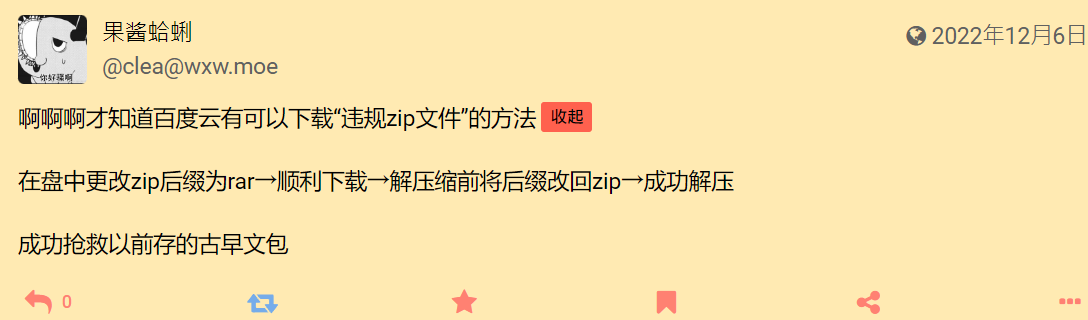 果酱蛤蜊
2022年12月6日
@clea@wxw.moe
你好骚啊
啊啊啊才知道百度云有可以下载“违规zip文件”的方法 收起
在盘中更改zip后缀为rar→顺利下载→解压缩前将后缀改回zip→成功解压
成功抢救以前存的古早文包
0